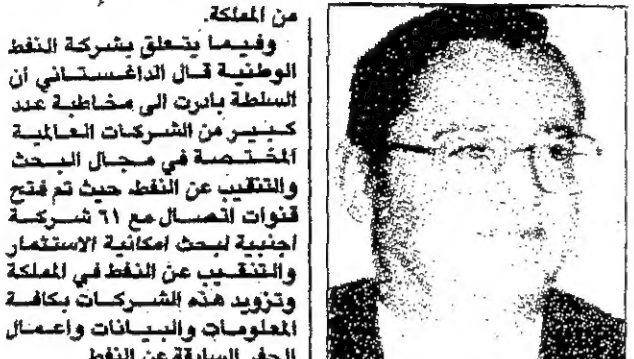 من المملكة.
وفيما يتعلق بشركة النفط
الوطنية قال الداغستاني ان
السلطة بادرت الى مخاطبة عدد
كبير من الشركات العالمية
المختصة في مجال البحث
والتنقيب عن النفط حيث تم فتح
قنوات اتصال مع ٦١ شركة
اجنبية لبحث امكانية الاستثمار
والتنقيب عن النفط في المملكة
وتزويد هذه الشركات بكافة
المعلومات والبيانات واعمال
الحفر السابقة عن النفط